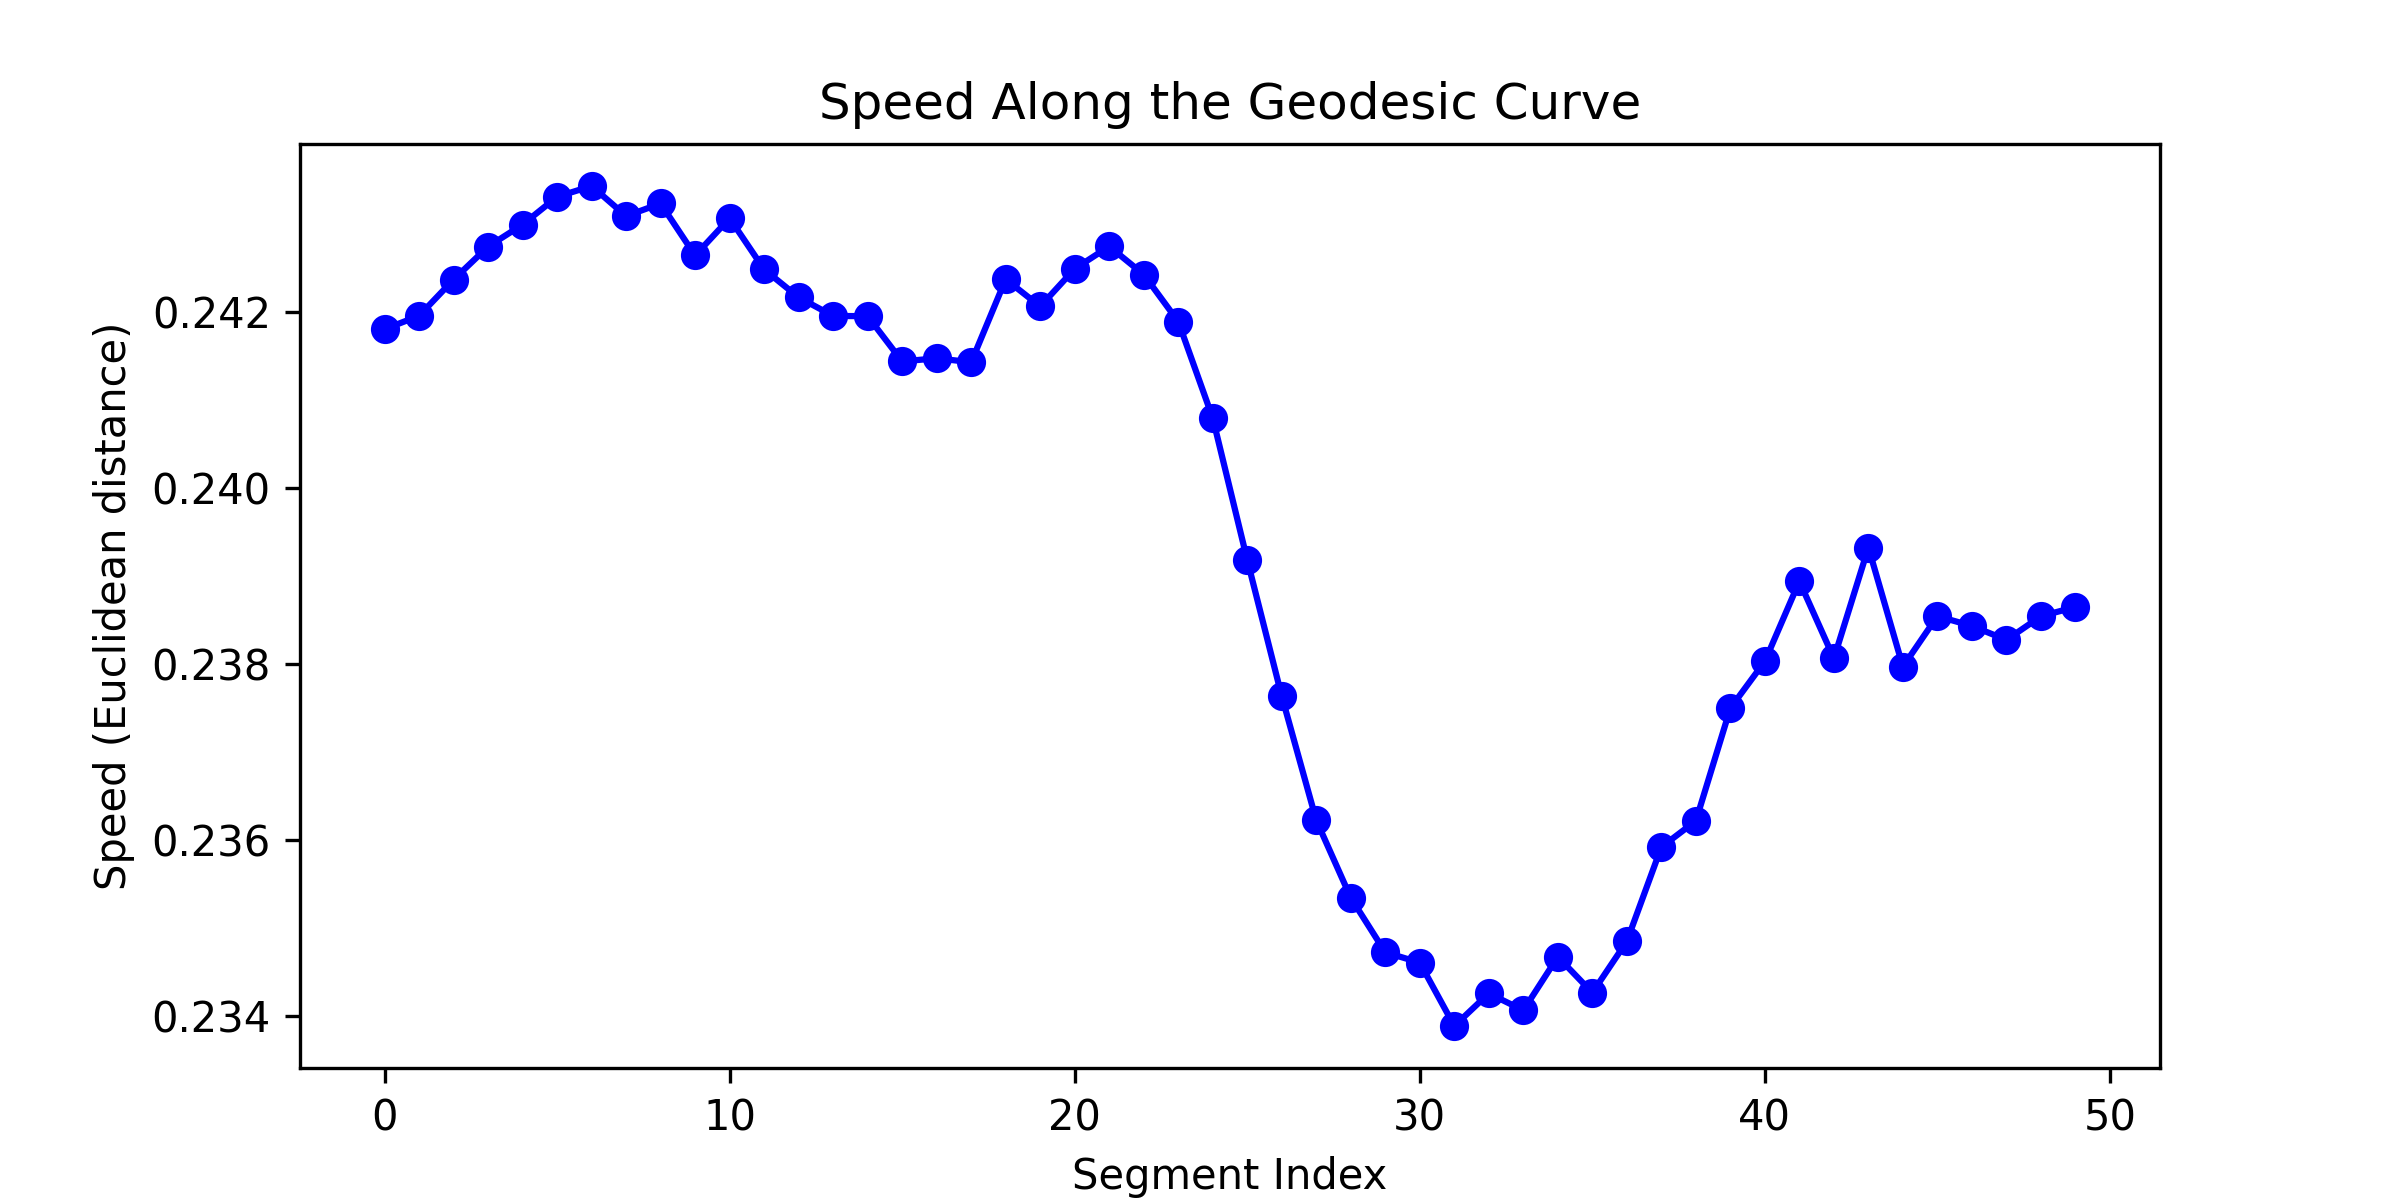 Speed Along the Geodesic Curve
Speed (Euclidean distance)
0.242
0.240
0.238
0.236
0.234
0 10 20 30 40 50
Segment Index